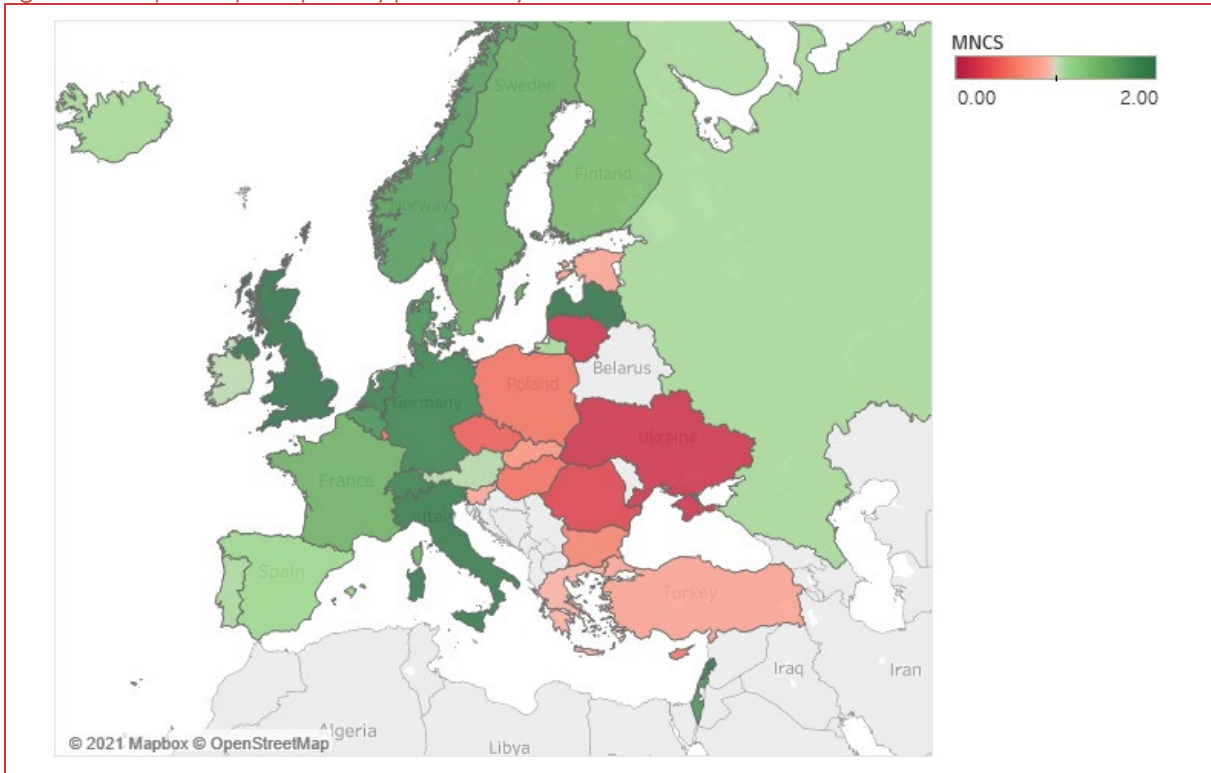 MNCS
0.00 2.00
Sweden
Finland
Norway
Belarus
Poland
Germany
Ukraine
France
Italy
Spain
Turkey
Iraq
Iran
Algeria
Libya
© 2021 Mapbox © OpenStreetMap